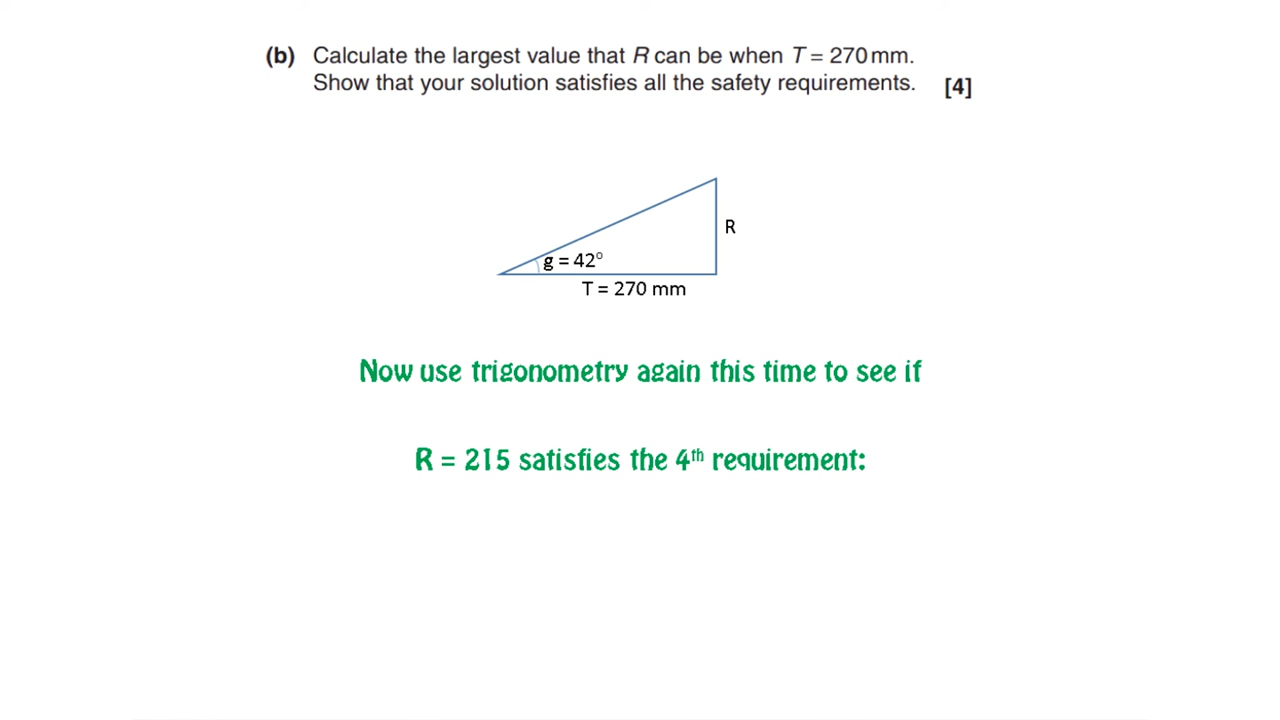 (b) Calculate the largest value that R can be when T = 270 mm.
Show that your solution satisfies all the safety requirements. [4]
R
g = 42°
T = 270 mm
Now use trigonometry again this time to see if
R = 215 satisfies the 4th requirement: